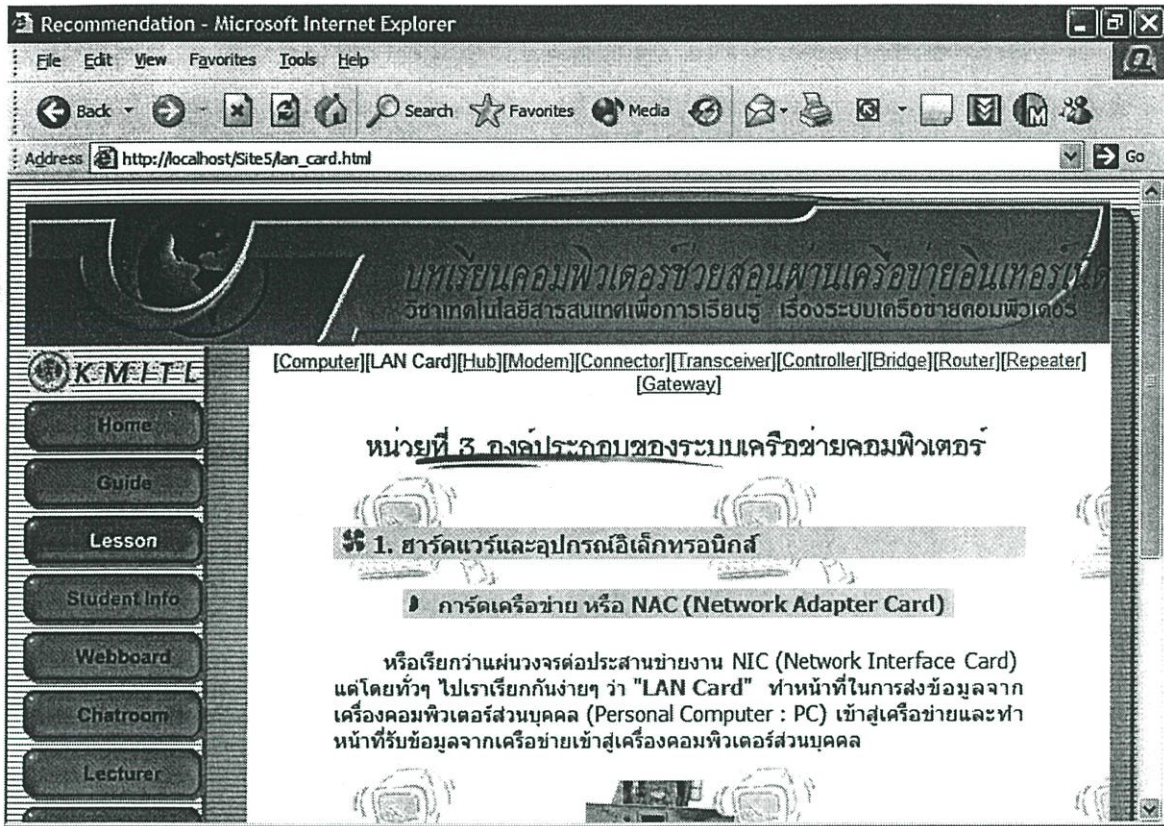 Recommendation - Microsoft Internet Explorer
File Edit View Favorites Tools Help
Back Search Favorites Media
Address http://localhost/Site5/lan_card.html Go
บทเรียนคอมพิวเตอร์ช่วยสอนผ่านเครือข่ายอินเทอร์เน็ต
วิชาเทคโนโลยีสารสนเทศเพื่อการเรียนรู้ เรื่องระบบเครือข่ายคอมพิวเตอร์
KMITL
[Computer][LAN Card][Hub][Modem][Connector][Transceiver][Controller][Bridge][Router][Repeater]
[Gateway]
Home
Guide
Lesson
Student Info
Webboard
Chatroom
Lecturer
หน่วยที่ 3 องค์ประกอบของระบบเครือข่ายคอมพิวเตอร์
1. ฮาร์ดแวร์และอุปกรณ์อิเล็กทรอนิกส์
การ์ดเครือข่าย หรือ NAC (Network Adapter Card)
หรือเรียกว่าแผ่นวงจรต่อประสานข่ายงาน NIC (Network Interface Card)
แต่โดยทั่วๆ ไปเราเรียกกันง่ายๆ ว่า "LAN Card" ทำหน้าที่ในการส่งข้อมูลจาก
เครื่องคอมพิวเตอร์ส่วนบุคคล (Personal Computer : PC) เข้าสู่เครือข่ายและทำ
หน้าที่รับข้อมูลจากเครือข่ายเข้าสู่เครื่องคอมพิวเตอร์ส่วนบุคคล